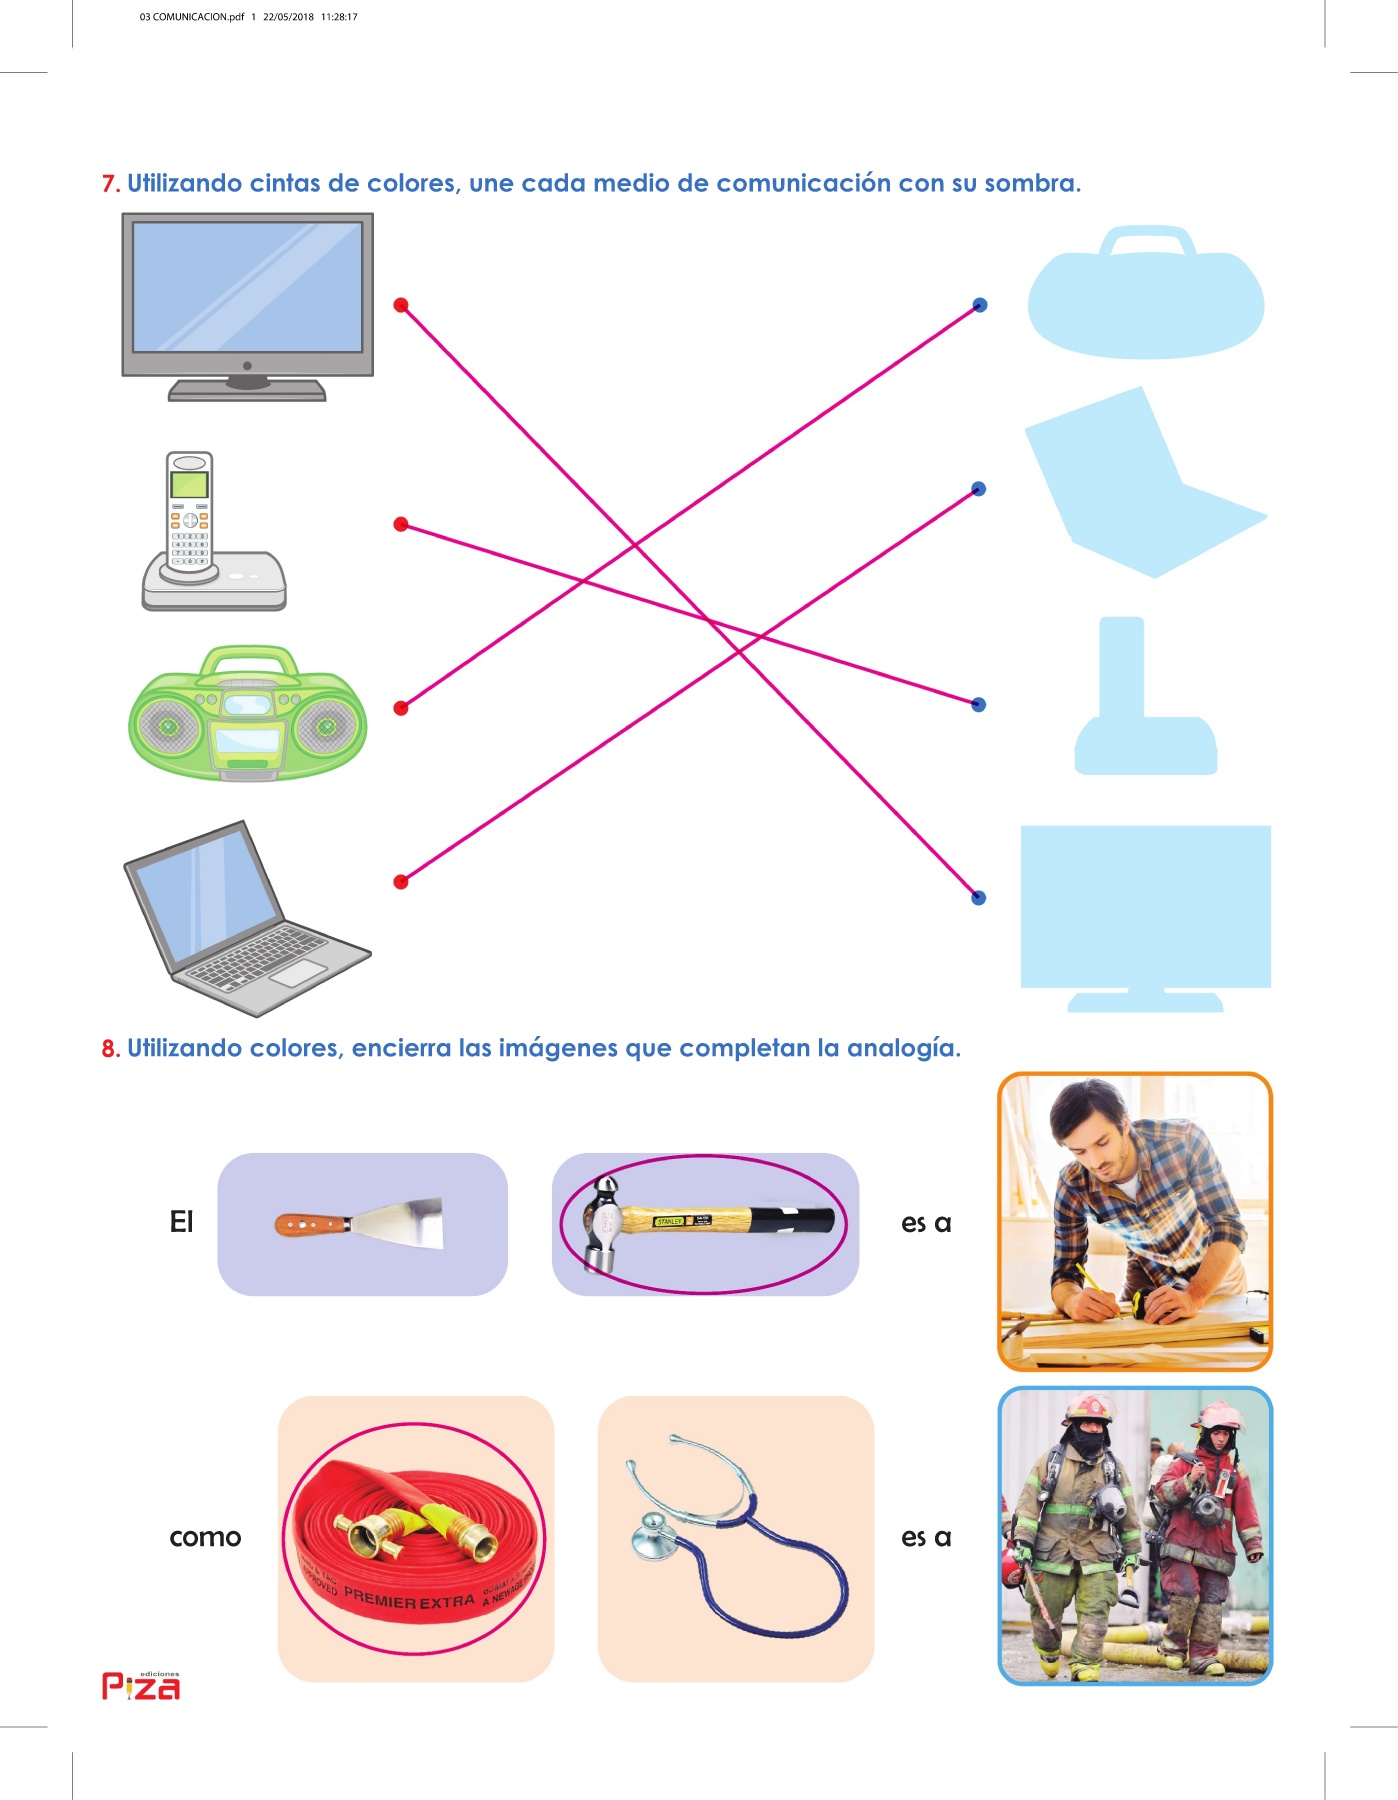 03 COMUNICACION.pdf 1 22/05/2018 11:28:17
7. Utilizando cintas de colores, une cada medio de comunicación con su sombra.
8. Utilizando colores, encierra las imágenes que completan la analogía.
El
STANLEY
es a
como
APPROVED PREMIER EXTRA
es a
ediciones
Piza